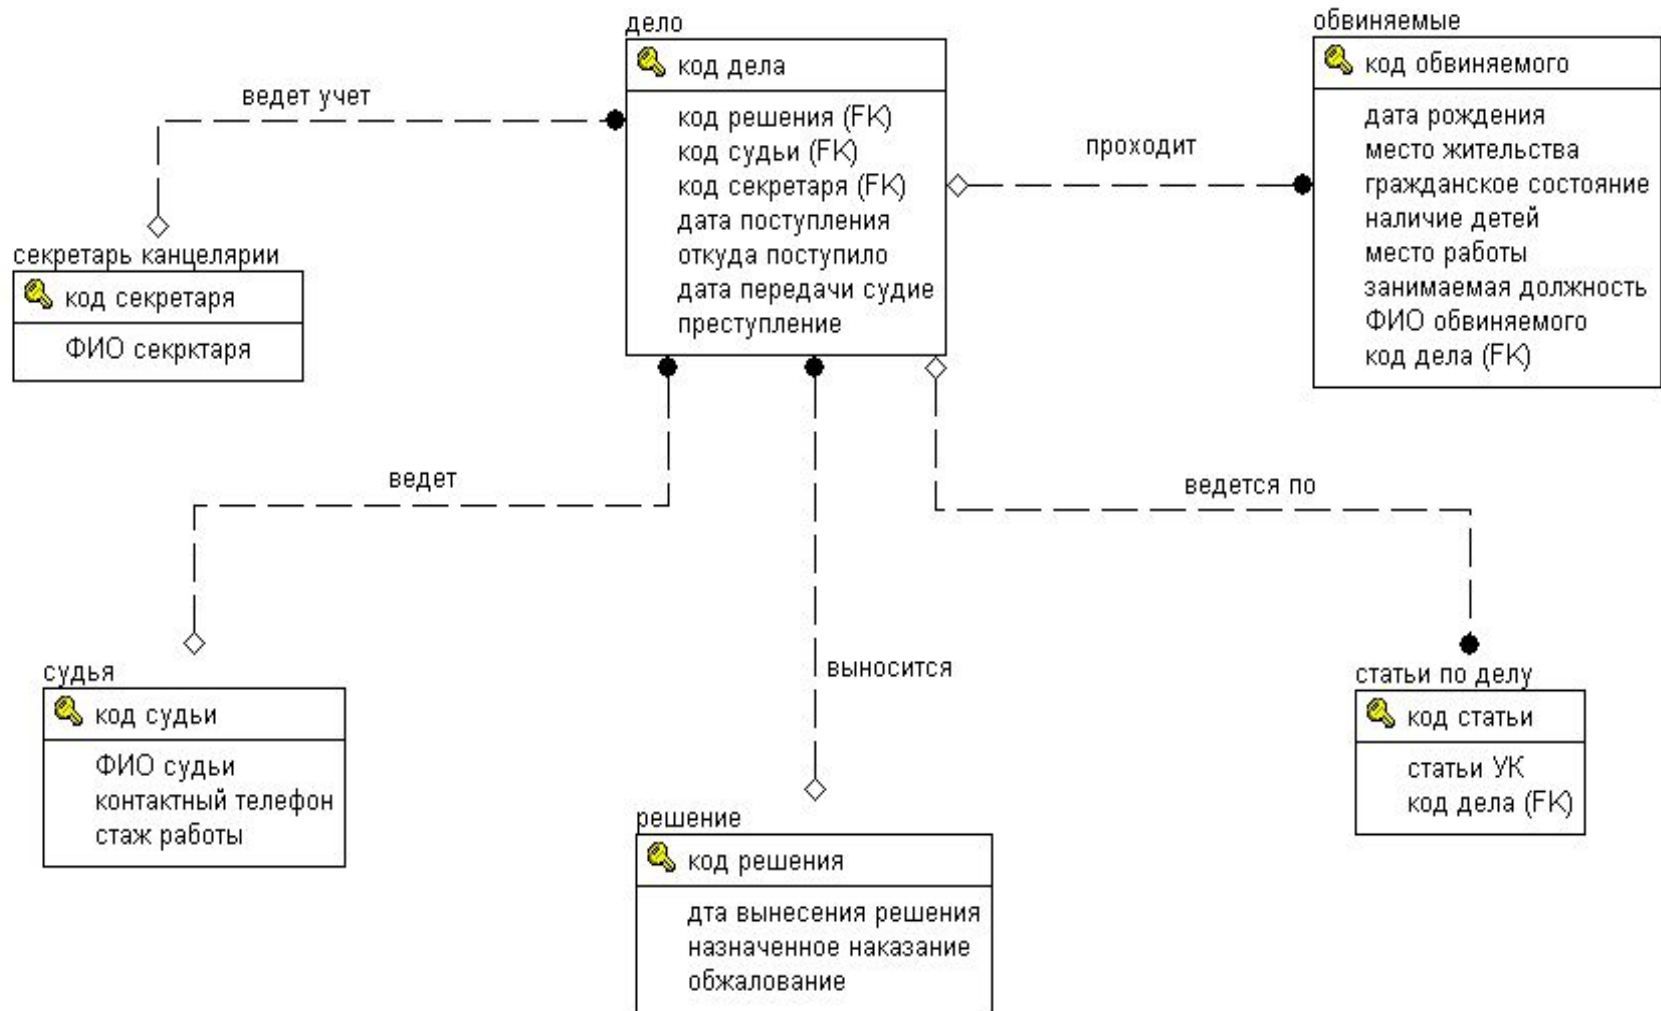 дело
код дела
код решения (FK)
код судьи (FK)
код секретаря (FK)
дата поступления
откуда поступило
дата передачи судие
преступление
обвиняемые
код обвиняемого
дата рождения
место жительства
гражданское состояние
наличие детей
место работы
занимаемая должность
ФИО обвиняемого
код дела (FK)
ведет учет
проходит
секретарь канцелярии
код секретаря
ФИО секрктаря
ведет
ведется по
выносится
судья
код судьи
ФИО судьи
контактный телефон
стаж работы
статьи по делу
код статьи
статьи УК
код дела (FK)
решение
код решения
дта вынесения решения
назначенное наказание
обжалование